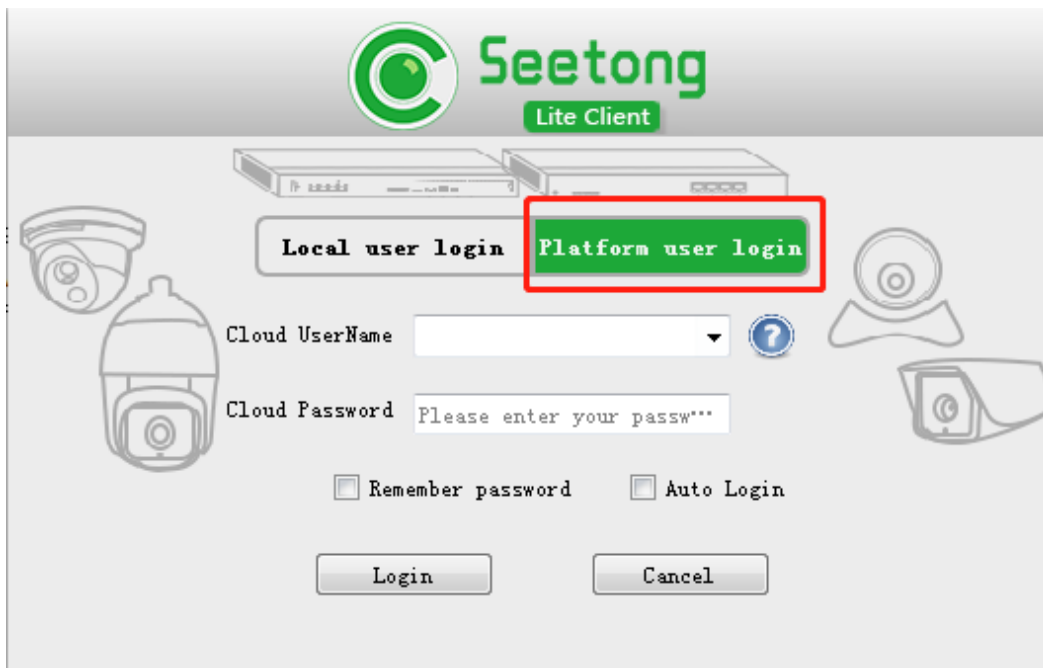 Seetong
Lite Client
Local user login Platform user login
Cloud UserName
?
Cloud Password Please enter your passw…
Remember password Auto Login
Login Cancel